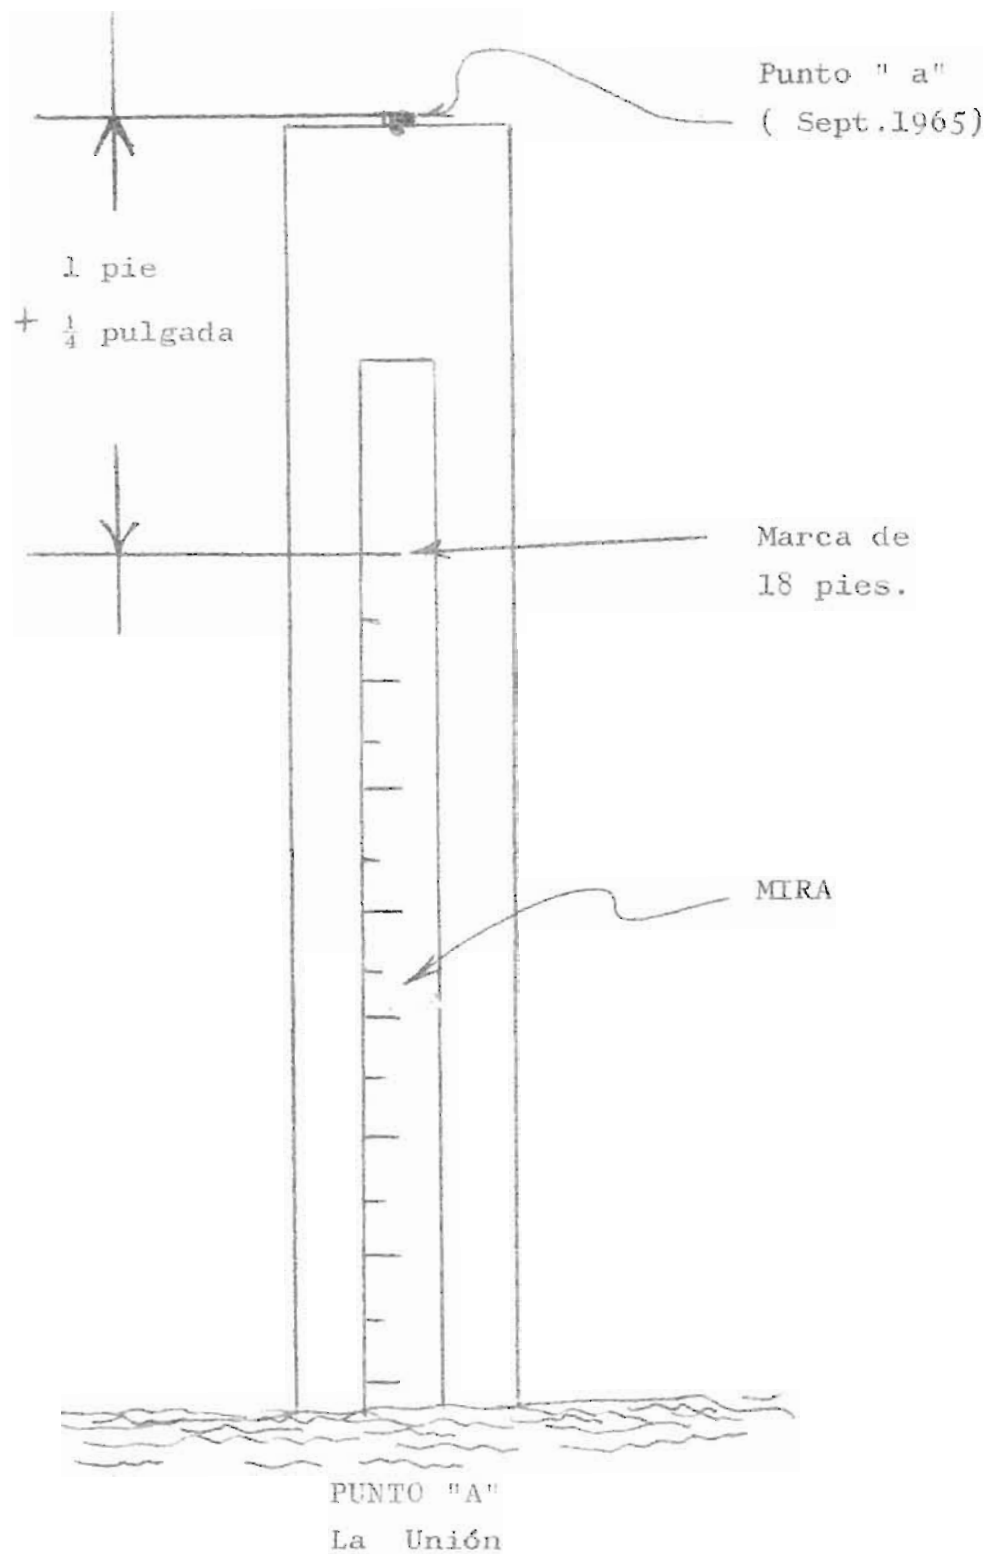 Punto " a"
( Sept.1965)
1 pie
+ ¼ pulgada
Marca de
18 pies.
MIRA
PUNTO "A"
La Unión